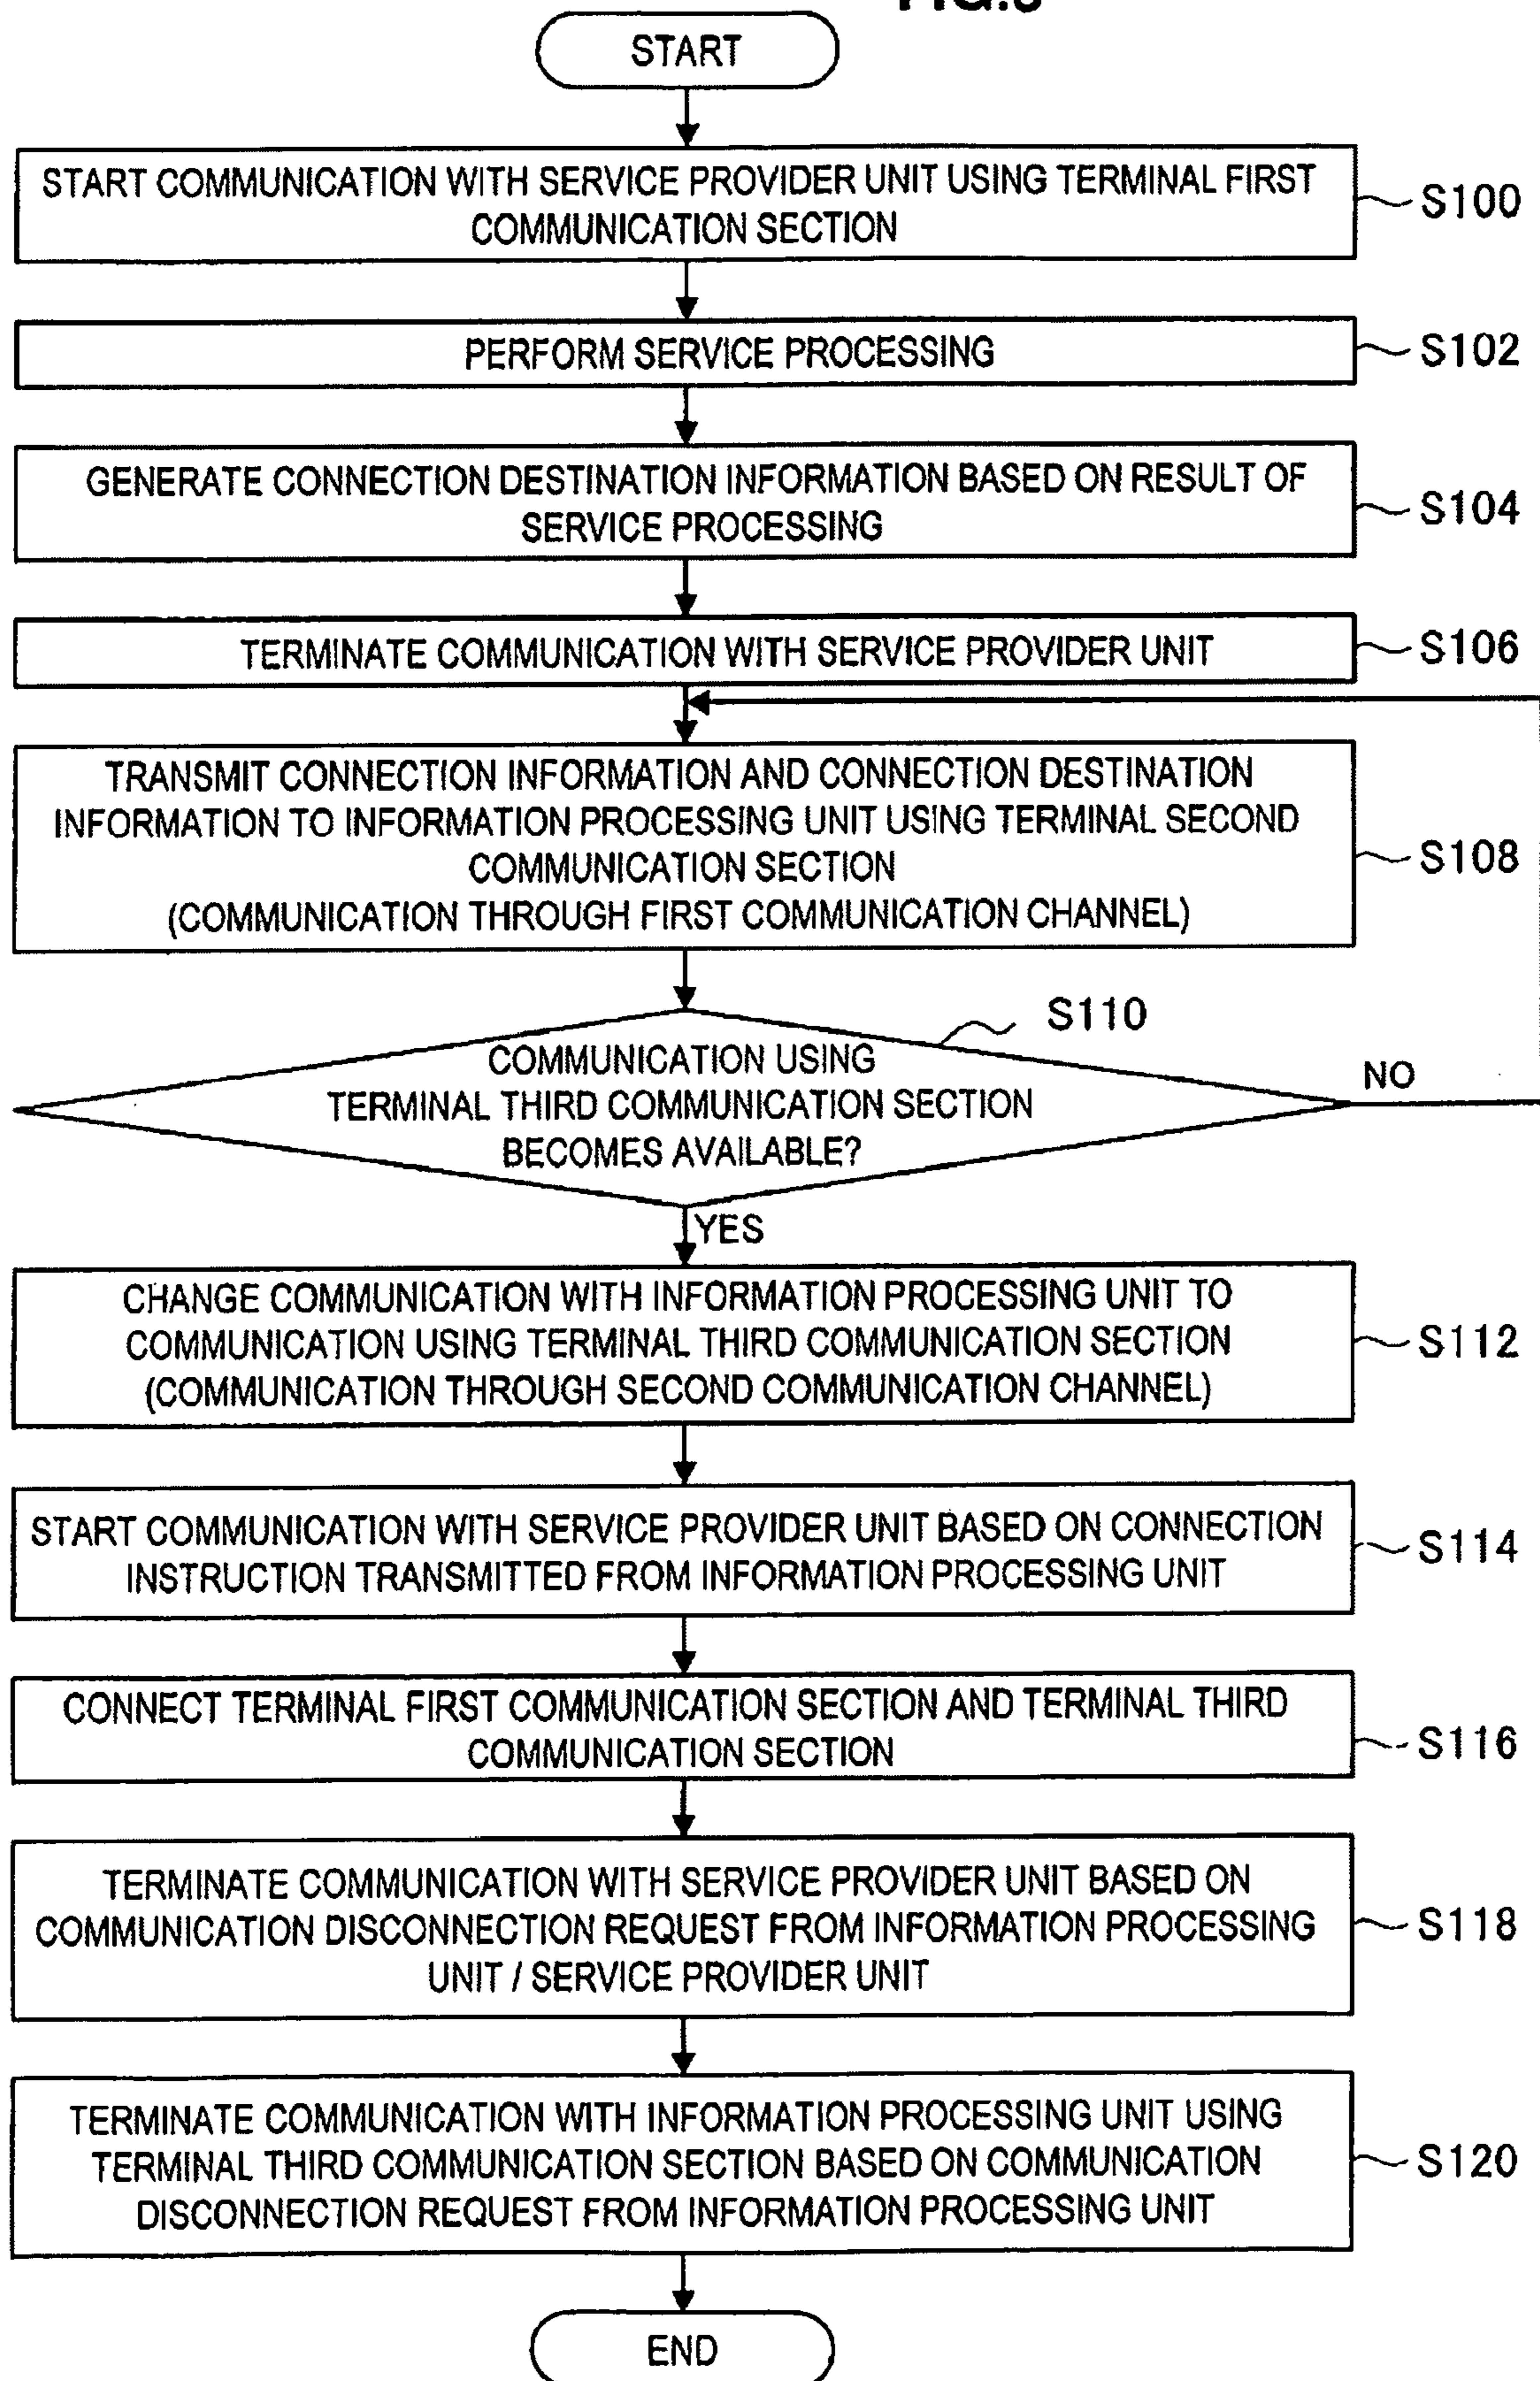 START
START COMMUNICATION WITH SERVICE PROVIDER UNIT USING TERMINAL FIRST
COMMUNICATION SECTION
S100
PERFORM SERVICE PROCESSING
S102
GENERATE CONNECTION DESTINATION INFORMATION BASED ON RESULT OF
SERVICE PROCESSING
S104
TERMINATE COMMUNICATION WITH SERVICE PROVIDER UNIT
S106
TRANSMIT CONNECTION INFORMATION AND CONNECTION DESTINATION
INFORMATION TO INFORMATION PROCESSING UNIT USING TERMINAL SECOND
COMMUNICATION SECTION
(COMMUNICATION THROUGH FIRST COMMUNICATION CHANNEL)
S108
S110
COMMUNICATION USING
TERMINAL THIRD COMMUNICATION SECTION
BECOMES AVAILABLE?
NO
YES
CHANGE COMMUNICATION WITH INFORMATION PROCESSING UNIT TO
COMMUNICATION USING TERMINAL THIRD COMMUNICATION SECTION
(COMMUNICATION THROUGH SECOND COMMUNICATION CHANNEL)
S112
START COMMUNICATION WITH SERVICE PROVIDER UNIT BASED ON CONNECTION
INSTRUCTION TRANSMITTED FROM INFORMATION PROCESSING UNIT
S114
CONNECT TERMINAL FIRST COMMUNICATION SECTION AND TERMINAL THIRD
COMMUNICATION SECTION
S116
TERMINATE COMMUNICATION WITH SERVICE PROVIDER UNIT BASED ON
COMMUNICATION DISCONNECTION REQUEST FROM INFORMATION PROCESSING
UNIT / SERVICE PROVIDER UNIT
S118
TERMINATE COMMUNICATION WITH INFORMATION PROCESSING UNIT USING
TERMINAL THIRD COMMUNICATION SECTION BASED ON COMMUNICATION
DISCONNECTION REQUEST FROM INFORMATION PROCESSING UNIT
S120
END